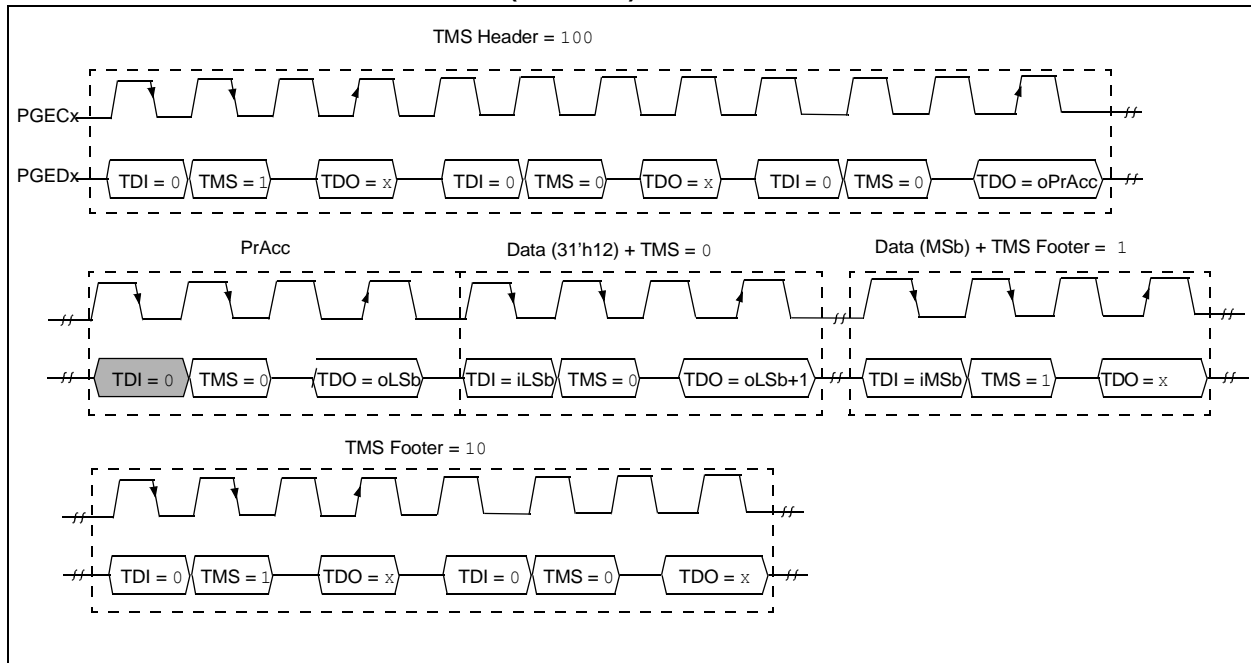 TMS Header = 100
PGECx
PGEDx
TDI = 0 TMS = 1 TDO = x TDI = 0 TMS = 0 TDO = x TDI = 0 TMS = 0 TDO = oPrAcc
PrAcc Data (31'h12) + TMS = 0 Data (MSb) + TMS Footer = 1
TDI = 0 TMS = 0 TDO = oLSb TDI = iLSb TMS = 0 TDO = oLSb+1 TDI = iMSb TMS = 1 TDO = x
TMS Footer = 10
TDI = 0 TMS = 1 TDO = x TDI = 0 TMS = 0 TDO = x